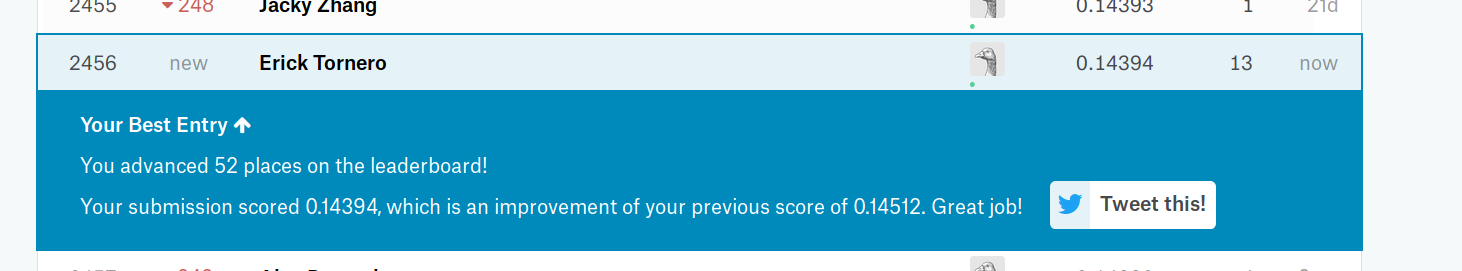 2455 248 Jacky Zhang 0.14393 1 21d
2456 new Erick Tornero 0.14394 13 now
Your Best Entry
You advanced 52 places on the leaderboard!
Your submission scored 0.14394, which is an improvement of your previous score of 0.14512. Great job! Tweet this!